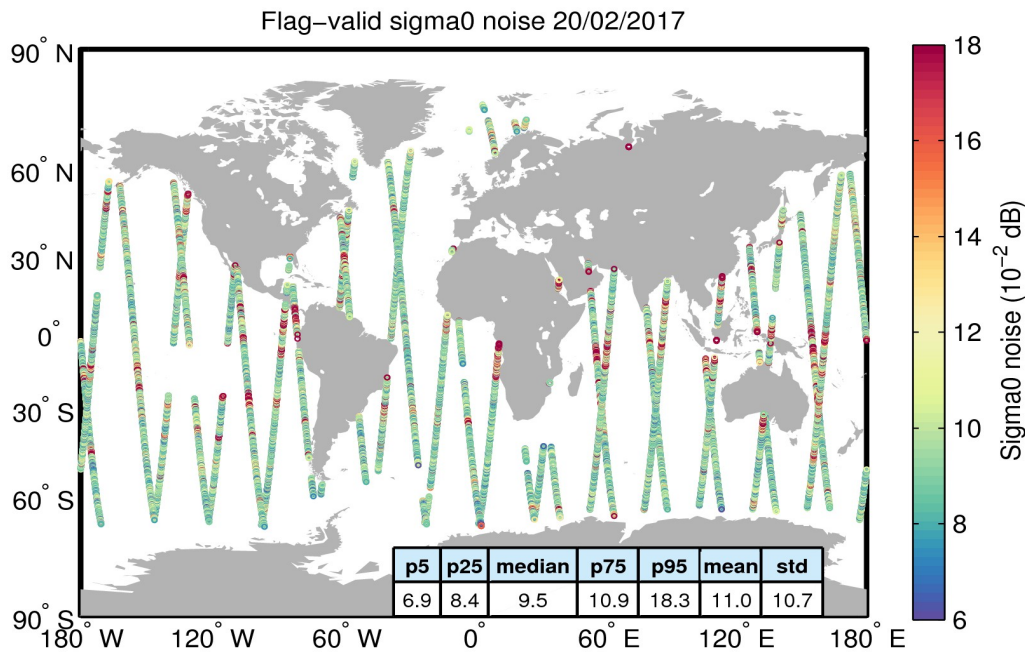 Flag−valid sigma0 noise 20/02/2017
90° N
60° N
30° N
0°
30° S
60° S
90° S
180° W
120° W
60° W
0°
60° E
120° E
180° E
p5 p25 median p75 p95 mean std
6.9 8.4 9.5 10.9 18.3 11.0 10.7
18
16
14
12
10
8
6
Sigma0 noise (10⁻² dB)